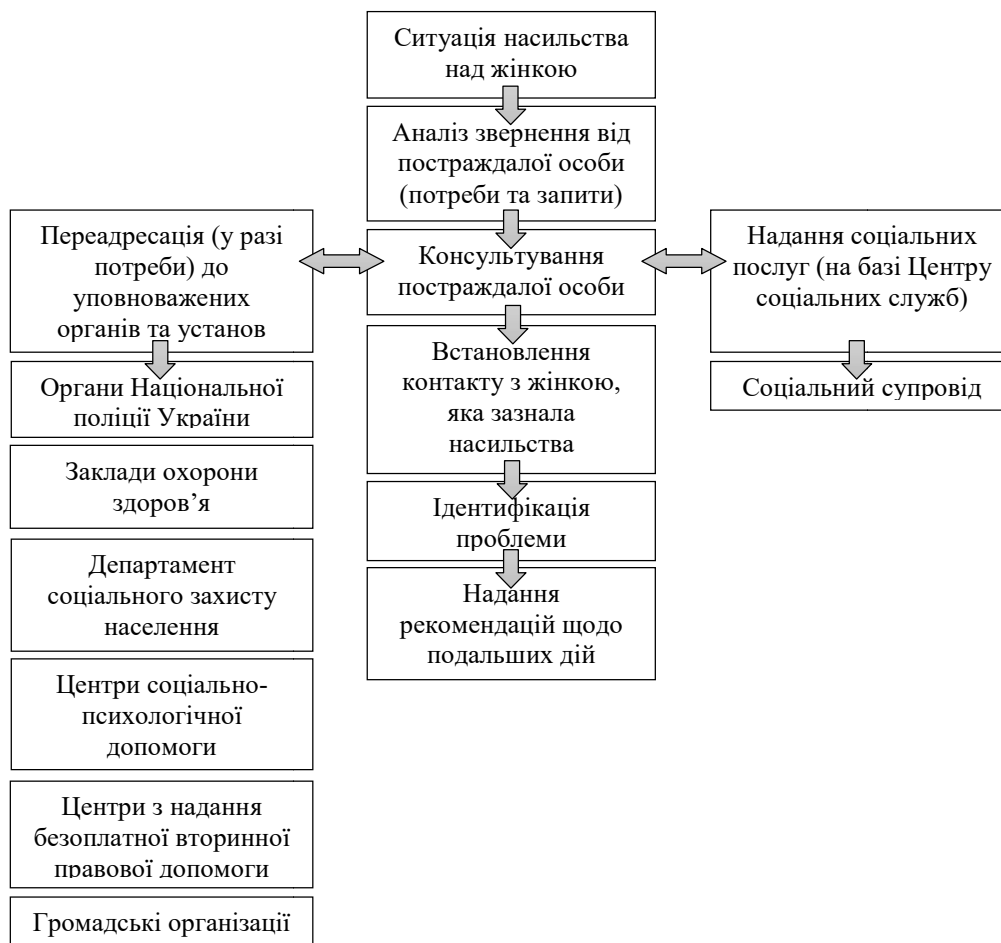 Ситуація насильства
над жінкою
Аналіз звернення від
постраждалої особи
(потреби та запити)
Переадресація (у разі
потреби) до
уповноважених
органів та установ
Консультування
постраждалої особи
Надання соціальних
послуг (на базі Центру
соціальних служб)
Органи Національної
поліції України
Встановлення
контакту з жінкою,
яка зазнала
насильства
Соціальний супровід
Заклади охорони
здоров’я
Ідентифікація
проблеми
Департамент
соціального захисту
населення
Надання
рекомендацій щодо
подальших дій
Центри соціально-
психологічної
допомоги
Центри з надання
безоплатної вторинної
правової допомоги
Громадські організації